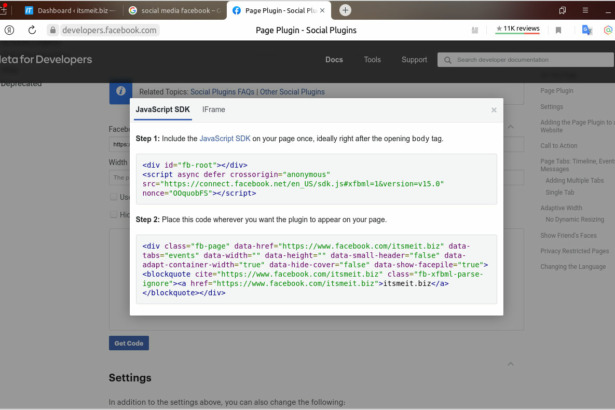 Dashboard ‹ itsmeit.biz —
social media facebook –
Page Plugin - Social Plu
developers.facebook.com
Page Plugin - Social Plugins
★ 11K reviews
eta for Developers
Docs
Tools
Support
Search developer documentation
Deprecated
Related Topics: Social Plugins FAQs | Other Social Plugins
Page Plugin
Settings
Adding the Page Plugin to
Website
Call to Action
Page Tabs: Timeline, Event
Messages
Adding Multiple Tabs
Single Tab
Adaptive Width
No Dynamic Resizing
Show Friend's Faces
Privacy Restricted Pages
Changing the Language
Faceb
https:
Width
The p
Use
Hid
JavaScript SDK
IFrame
×
Step 1: Include the JavaScript SDK on your page once, ideally right after the opening body tag.
<div id="fb-root"></div>
<script async defer crossorigin="anonymous"
src="https://connect.facebook.net/en_US/sdk.js#xfbml=1&version=v15.0"
nonce="OOquobFS"></script>
Step 2: Place this code wherever you want the plugin to appear on your page.
<div class="fb-page" data-href="https://www.facebook.com/itsmeit.biz" data-
tabs="events" data-width="" data-height="" data-small-header="false" data-
adapt-container-width="true" data-hide-cover="false" data-show-facepile="true">
<blockquote cite="https://www.facebook.com/itsmeit.biz" class="fb-xfbml-parse-
ignore"><a href="https://www.facebook.com/itsmeit.biz">itsmeit.biz</a>
</blockquote></div>
Get Code
Settings
In addition to the settings above, you can also change the following: